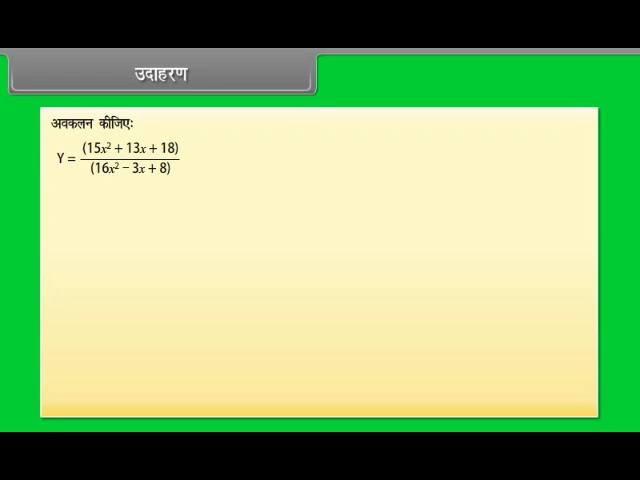 उदाहरण
अवकलन कीजिए:
Y = (15x² + 13x + 18)
(16x² − 3x + 8)